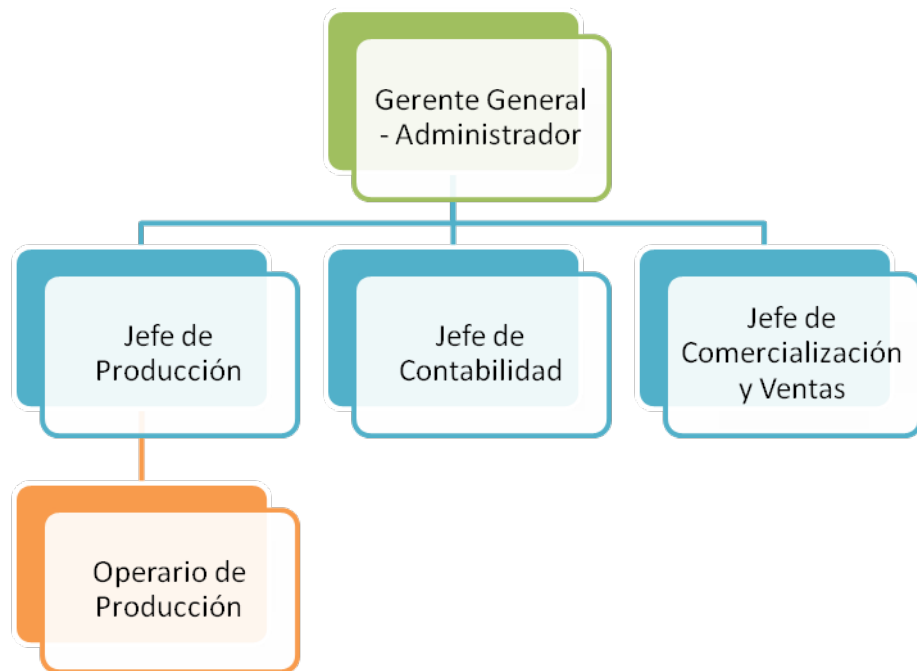 Gerente General
- Administrador
Jefe de
Producción
Jefe de
Contabilidad
Jefe de
Comercialización
y Ventas
Operario de
Producción